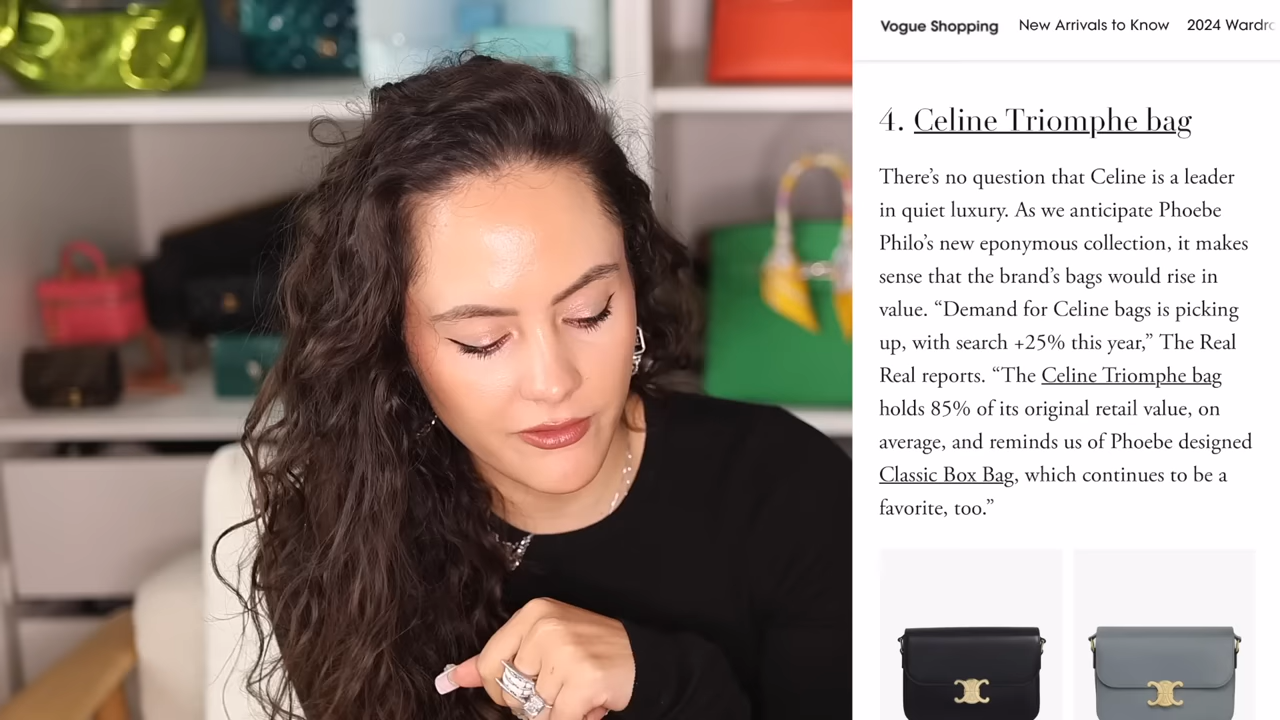 Vogue Shopping New Arrivals to Know 2024 Wardro
4. Celine Triomphe bag
There’s no question that Celine is a leader
in quiet luxury. As we anticipate Phoebe
Philo’s new eponymous collection, it makes
sense that the brand’s bags would rise in
value. “Demand for Celine bags is picking
up, with search +25% this year,” The Real
Real reports. “The Celine Triomphe bag
holds 85% of its original retail value, on
average, and reminds us of Phoebe designed
Classic Box Bag, which continues to be a
favorite, too.”